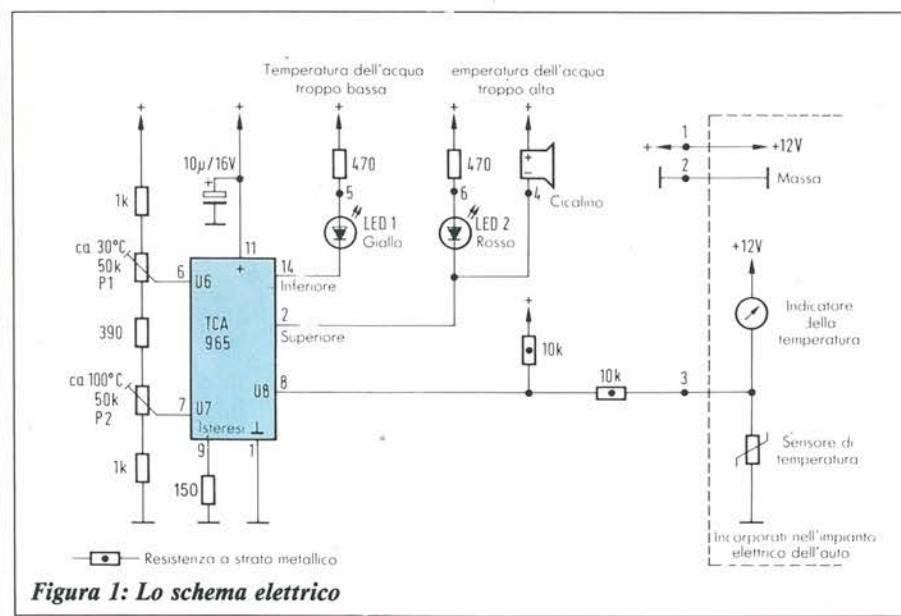 Temperatura dell'acqua
troppo bassa
emperatura dell'acqua
troppo alta
+
+
+
+
+
10µ/16V
+
1k
470
5
470
6
+
-
4
Cicalino
+
1
+12V
2
Massa
LED 1
Giallo
LED 2
Rosso
ca. 30°C
50k
P1
6
U6
11
+
14
Inferiore
+12V
390
TCA
965
2
Superiore
+
Indicatore
della
temperatura
10k
ca. 100°C
50k
P2
7
U7
U8
8
10k
3
Isteresi
⊥
9
1
Sensore di
temperatura
1k
150
Incorporati nell'impianto
elettrica dell'auto
Resistenza a strato metallico
Figura 1: Lo schema elettrico